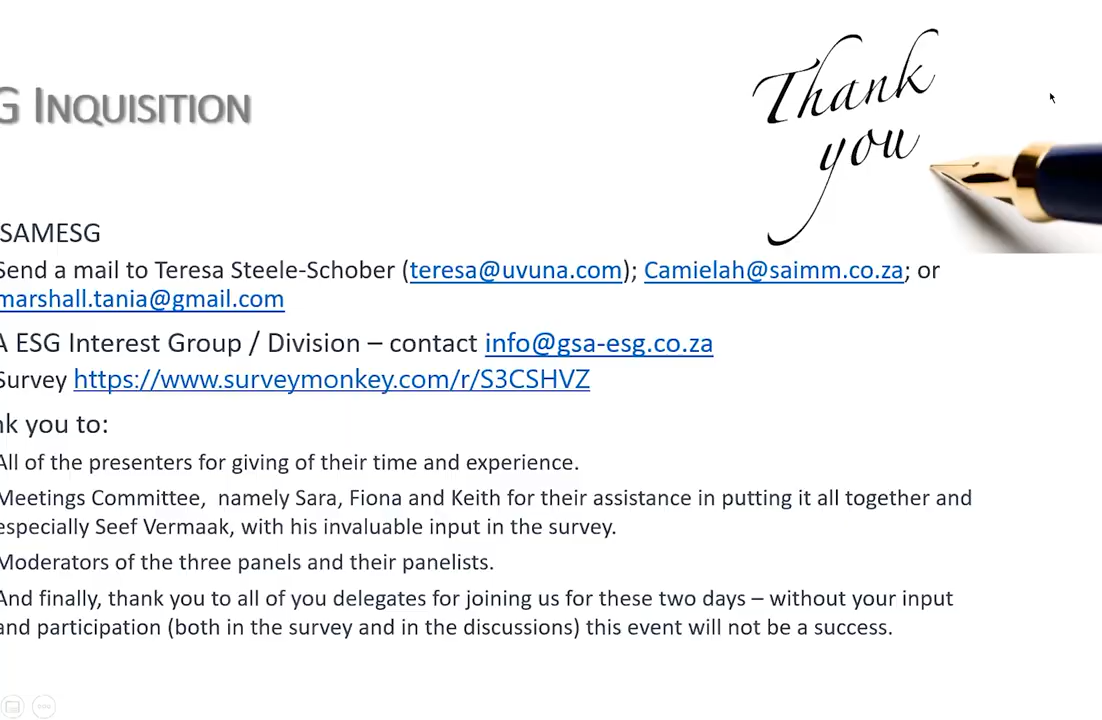 Thank
you
G INQUISITION
SAMESG
Send a mail to Teresa Steele-Schober (teresa@uvuna.com); Camielah@saimm.co.za; or
marshall.tania@gmail.com
A ESG Interest Group / Division – contact info@gsa-esg.co.za
Survey https://www.surveymonkey.com/r/S3CSHVZ
nk you to:
All of the presenters for giving of their time and experience.
Meetings Committee,  namely Sara, Fiona and Keith for their assistance in putting it all together and
especially Seef Vermaak, with his invaluable input in the survey.
Moderators of the three panels and their panelists.
And finally, thank you to all of you delegates for joining us for these two days – without your input
and participation (both in the survey and in the discussions) this event will not be a success.